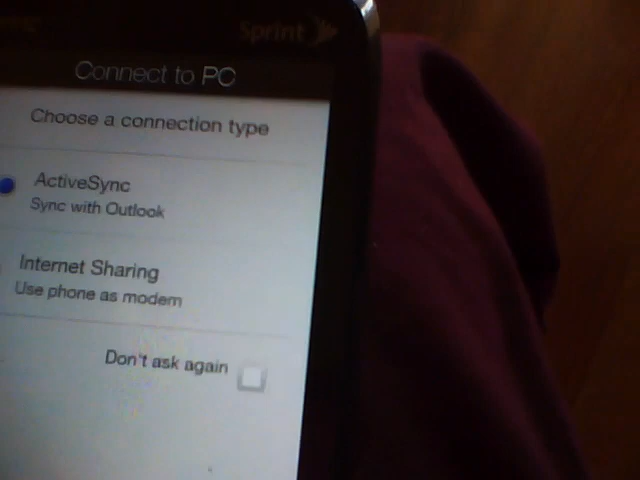 Sprint
Connect to PC
Choose a connection type
ActiveSync
Sync with Outlook
Internet Sharing
Use phone as modem
Don't ask again